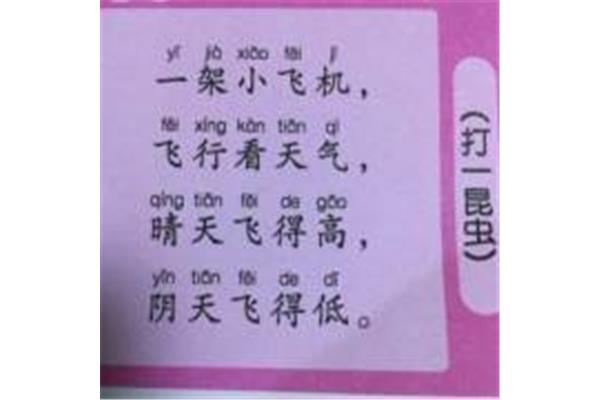 yī jià xiǎo fēi jī
一架小飞机，
fēi xíng kàn tiān qì
飞行看天气，
qíng tiān fēi de gāo
晴天飞得高，
yīn tiān fēi de dī
阴天飞得低。
（打一昆虫）